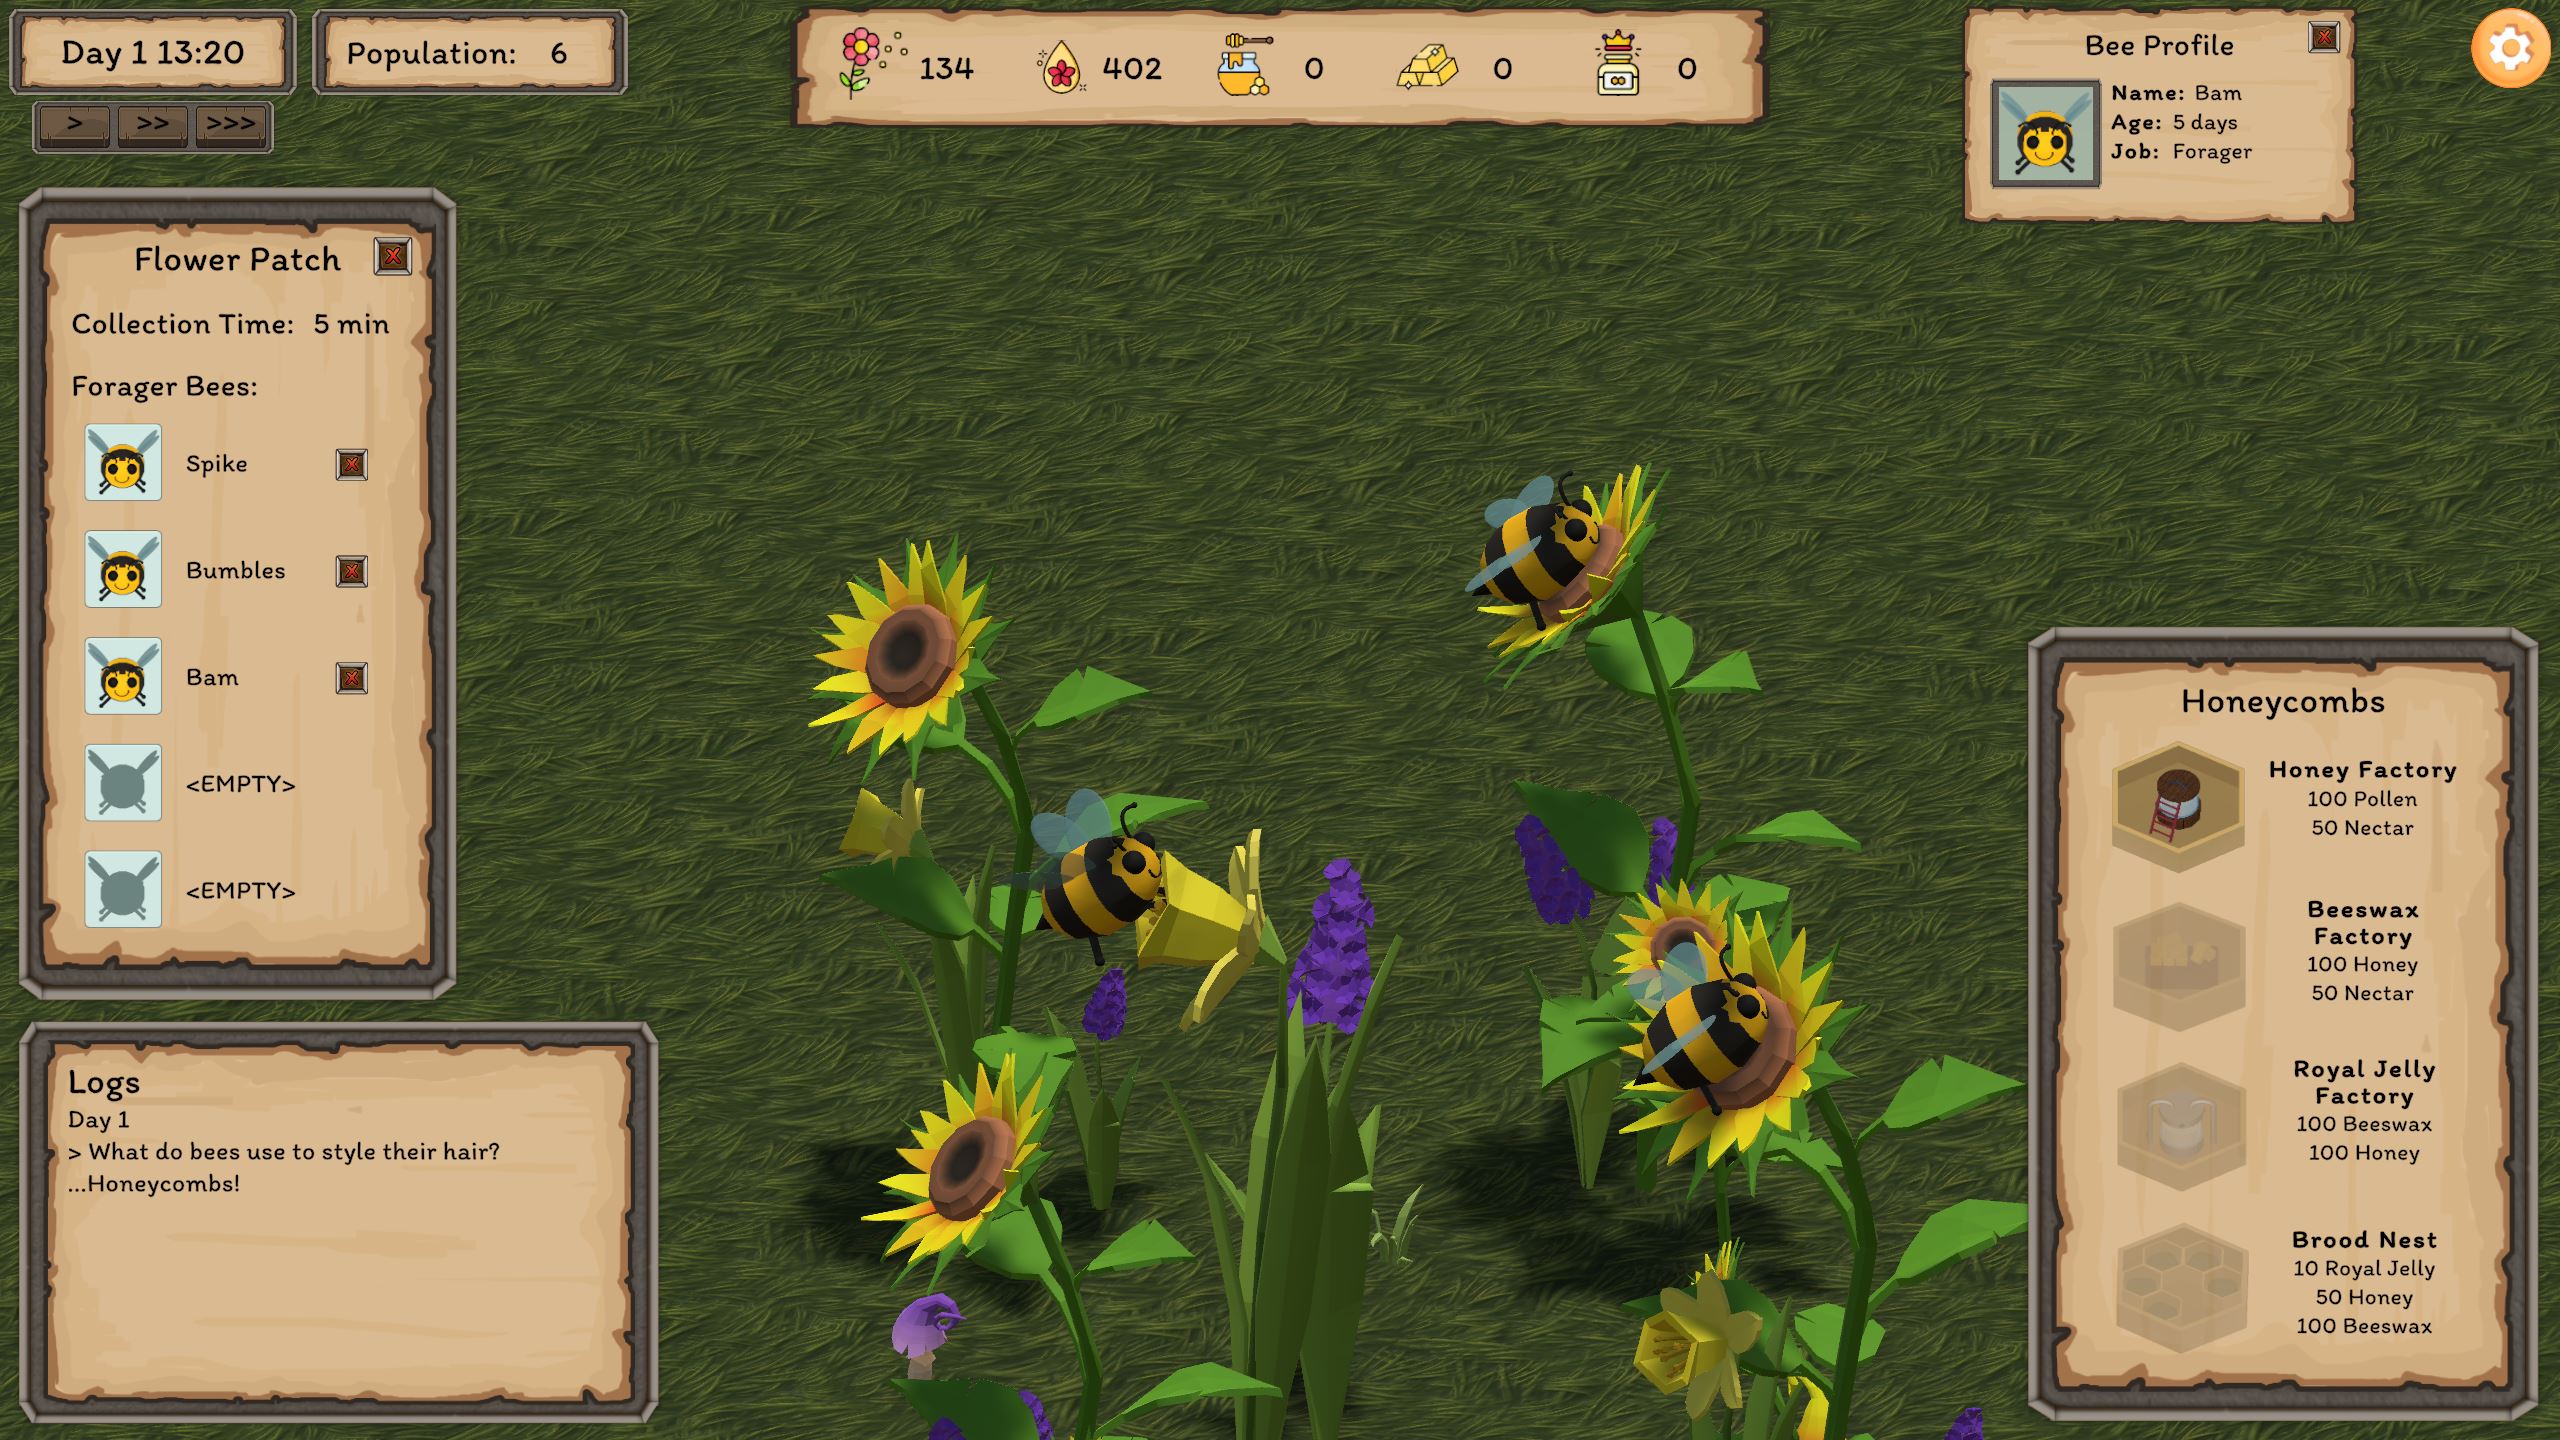 Day 1 13:20
Population: 6
134
402
0
0
0
> >> >>>
Bee Profile
Name: Bam
Age: 5 days
Job: Forager
Flower Patch
Collection Time: 5 min
Forager Bees:
Spike
Bumbles
Bam
<EMPTY>
<EMPTY>
Logs
Day 1
> What do bees use to style their hair?
...Honeycombs!
Honeycombs
Honey Factory
100 Pollen
50 Nectar
Beeswax
Factory
100 Honey
50 Nectar
Royal Jelly
Factory
100 Beeswax
100 Honey
Brood Nest
10 Royal Jelly
50 Honey
100 Beeswax